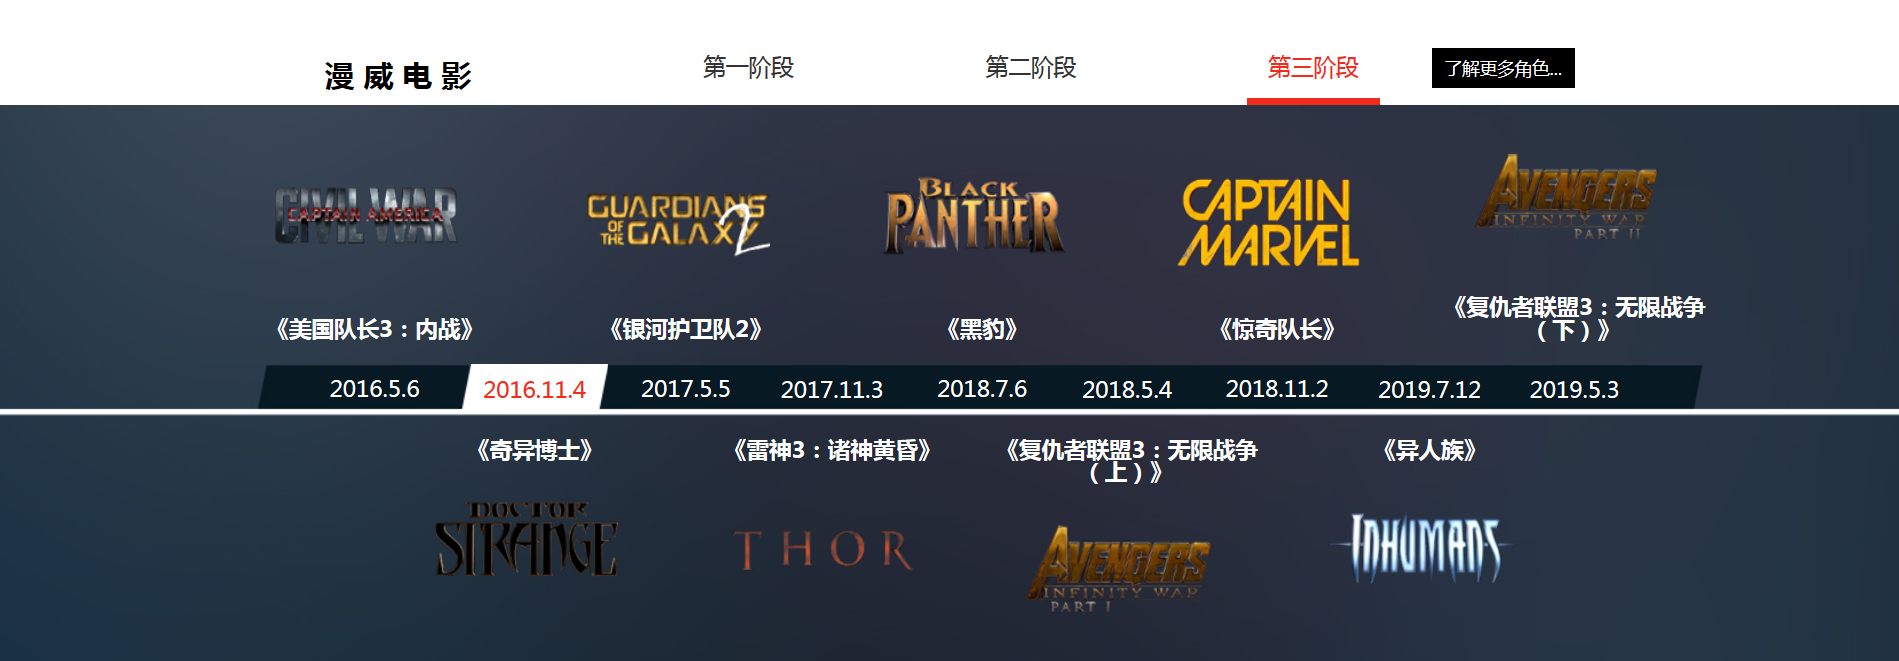 漫威电影
第一阶段
第二阶段
第三阶段
了解更多角色...
CIVIL WAR
CAPTAIN AMERICA
GUARDIANS
OF THE GALAXY 2
BLACK
PANTHER
CAPTAIN
MARVEL
AVENGERS
INFINITY WAR
PART II
《美国队长3：内战》
《银河护卫队2》
《黑豹》
《惊奇队长》
《复仇者联盟3：无限战争
（下）》
2016.5.6
2016.11.4
2017.5.5
2017.11.3
2018.7.6
2018.5.4
2018.11.2
2019.7.12
2019.5.3
《奇异博士》
《雷神3：诸神黄昏》
《复仇者联盟3：无限战争
（上）》
《异人族》
DOCTOR
STRANGE
THOR
AVENGERS
INFINITY WAR
PART I
INHUMANS